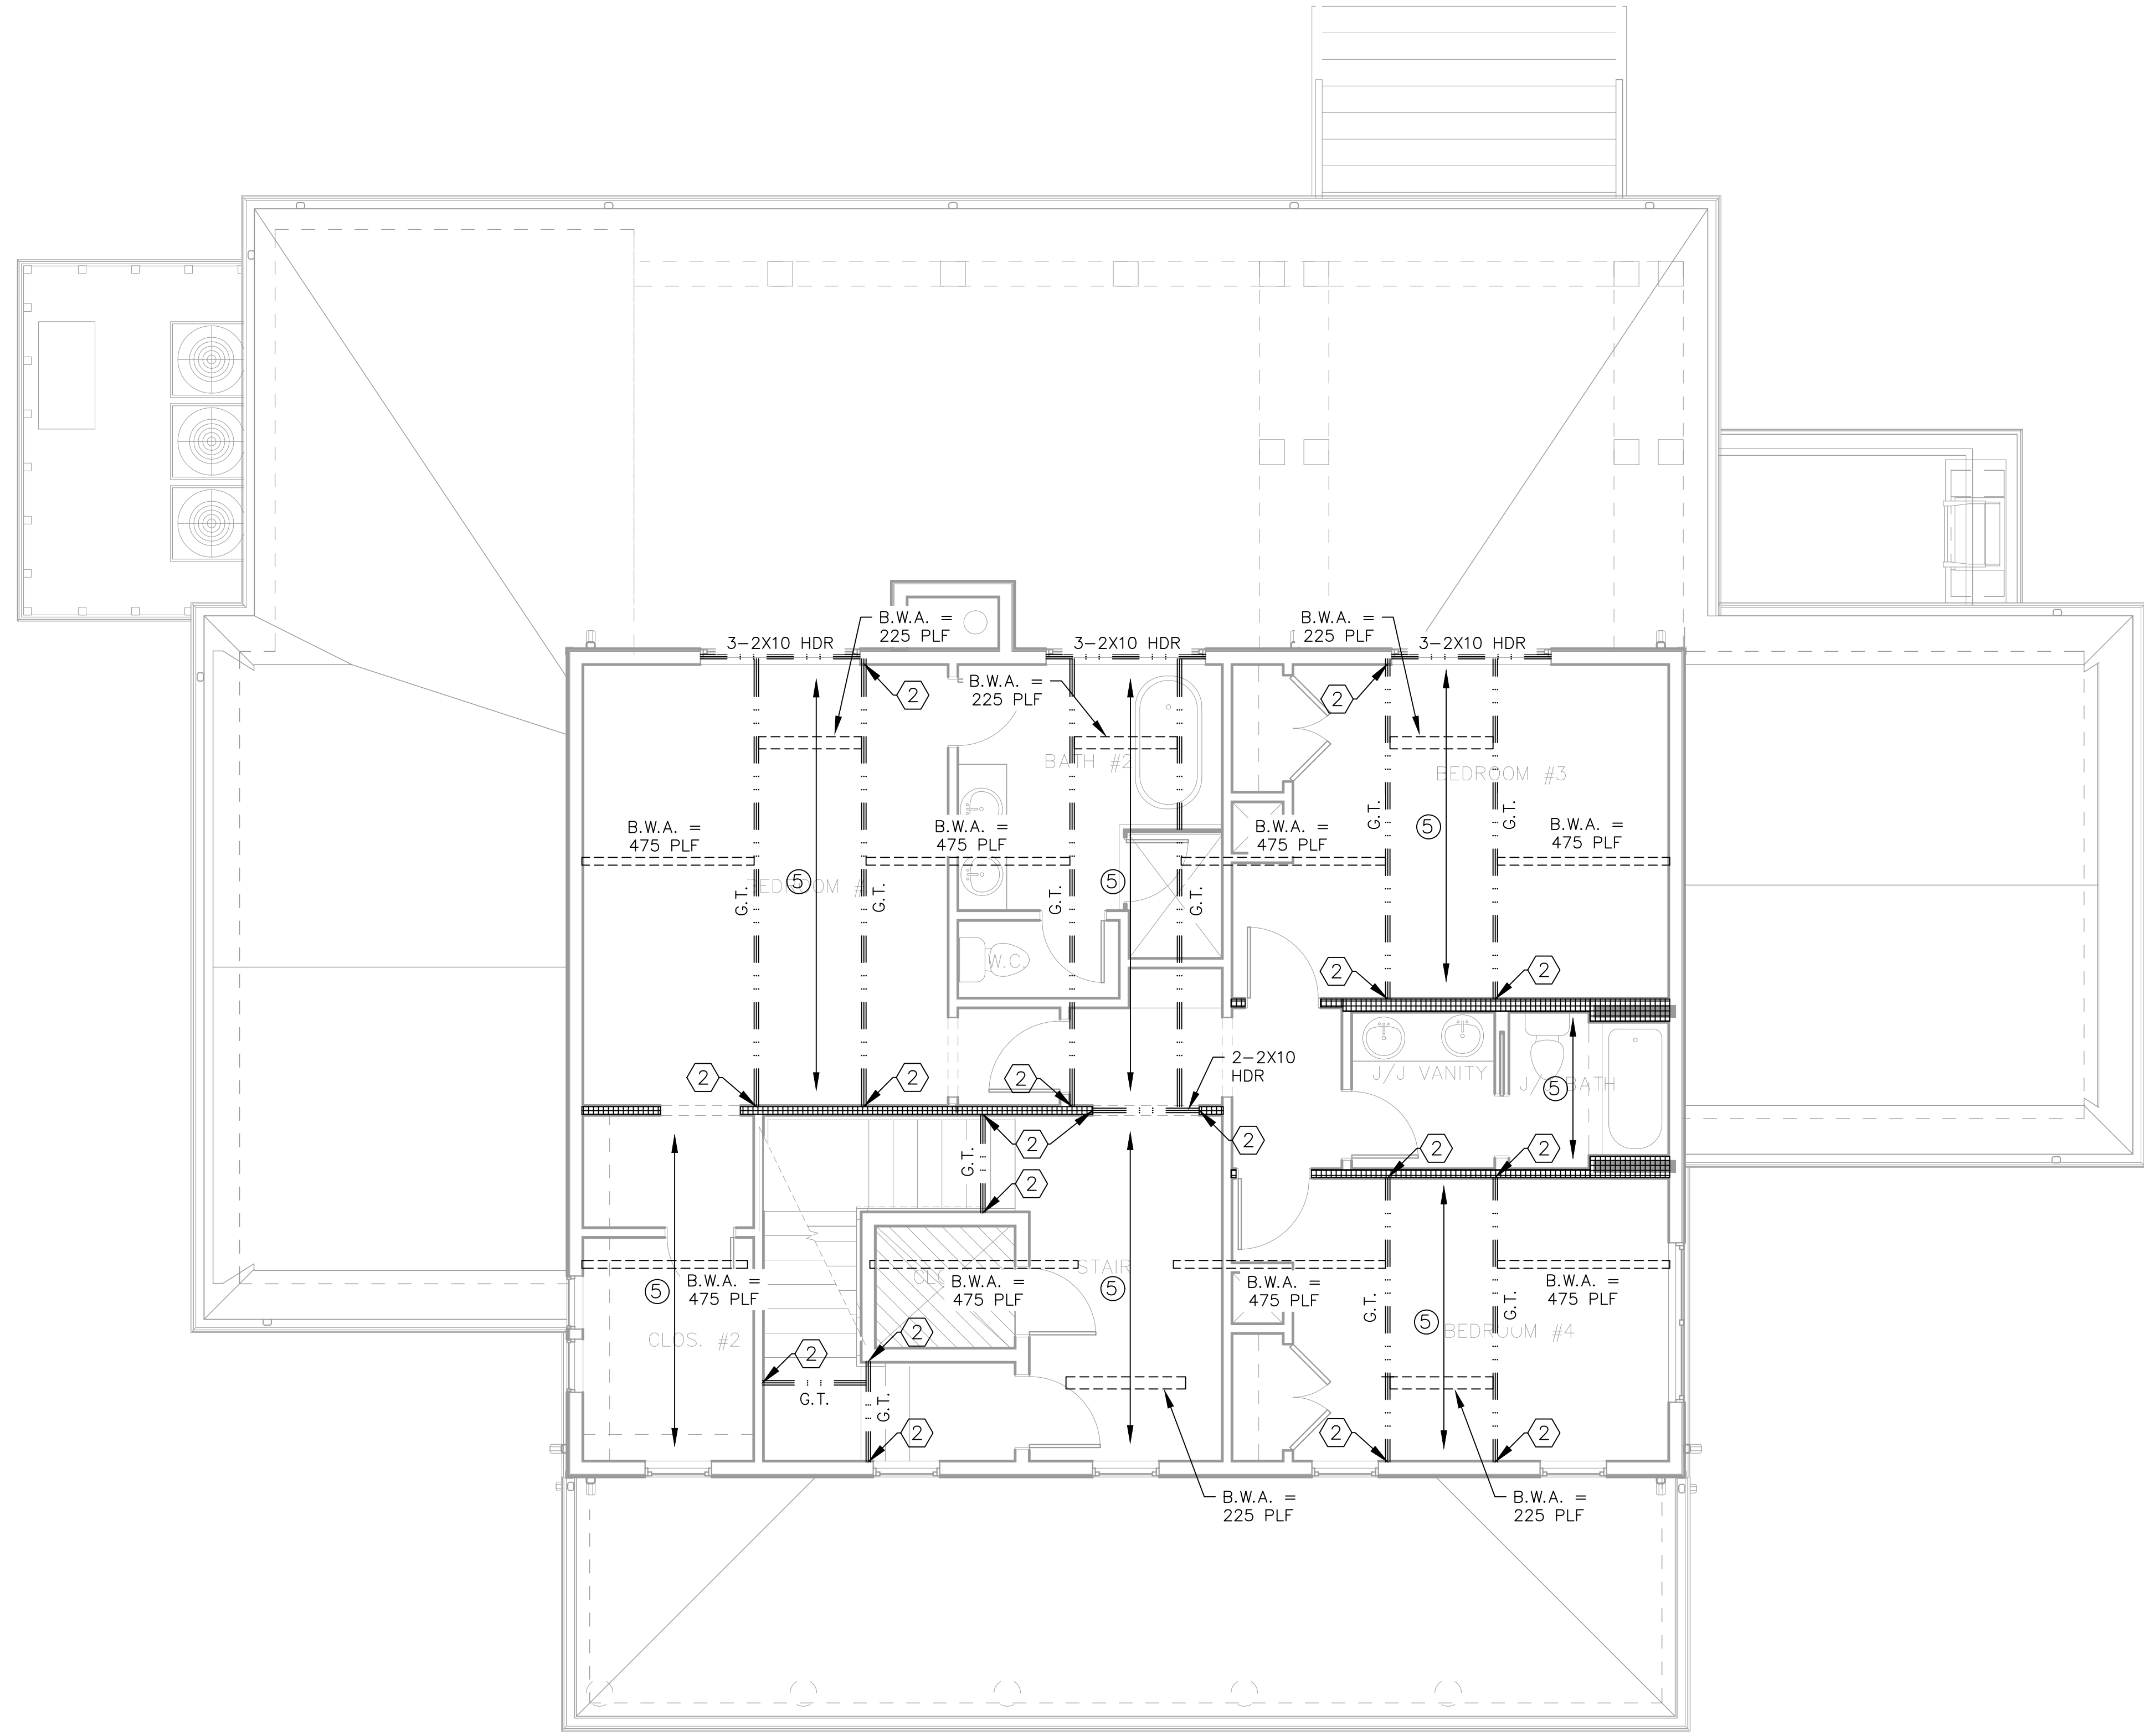 B.W.A. =
225 PLF
B.W.A. =
225 PLF
3-2X10 HDR
3-2X10 HDR
3-2X10 HDR
2
B.W.A. =
225 PLF
2
BATH #2
BEDROOM #3
G.T.
G.T.
B.W.A. =
475 PLF
B.W.A. =
475 PLF
B.W.A. =
475 PLF
B.W.A. =
475 PLF
5
5
5
BEDROOM #
G.T.
G.T.
G.T.
G.T.
W.C.
2
2
2-2X10
HDR
2
2
2
J/J VANITY
J/J BATH
5
2
2
2
2
G.T.
2
STAIR
B.W.A. =
475 PLF
B.W.A. =
475 PLF
B.W.A. =
475 PLF
B.W.A. =
475 PLF
5
5
5
G.T.
G.T.
CLOS. #2
CLO
BEDROOM #4
2
2
G.T.
G.T.
2
2
2
B.W.A. =
225 PLF
B.W.A. =
225 PLF